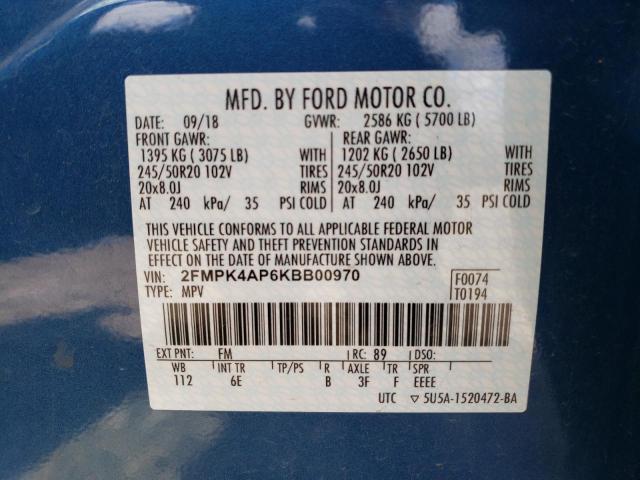 MFD. BY FORD MOTOR CO.
DATE: 09/18 GVWR: 2586 KG ( 5700 LB)
FRONT GAWR: REAR GAWR:
1395 KG ( 3075 LB) WITH 1202 KG ( 2650 LB) WITH
245/50R20 102V TIRES 245/50R20 102V TIRES
20x8.0J RIMS 20x8.0J RIMS
AT 240 kPa/ 35 PSI COLD AT 240 kPa/ 35 PSI COLD
THIS VEHICLE CONFORMS TO ALL APPLICABLE FEDERAL MOTOR
VEHICLE SAFETY AND THEFT PREVENTION STANDARDS IN
EFFECT ON THE DATE OF MANUFACTURE SHOWN ABOVE.
VIN: 2FMPK4AP6KBB00970 F0074
TYPE: MPV T0194
EXT PNT: FM RC: 89 DSO:
WB INT TR TP/PS R AXLE TR SPR
112 6E B 3F F EEEE
UTC ▽ 5U5A-1520472-BA